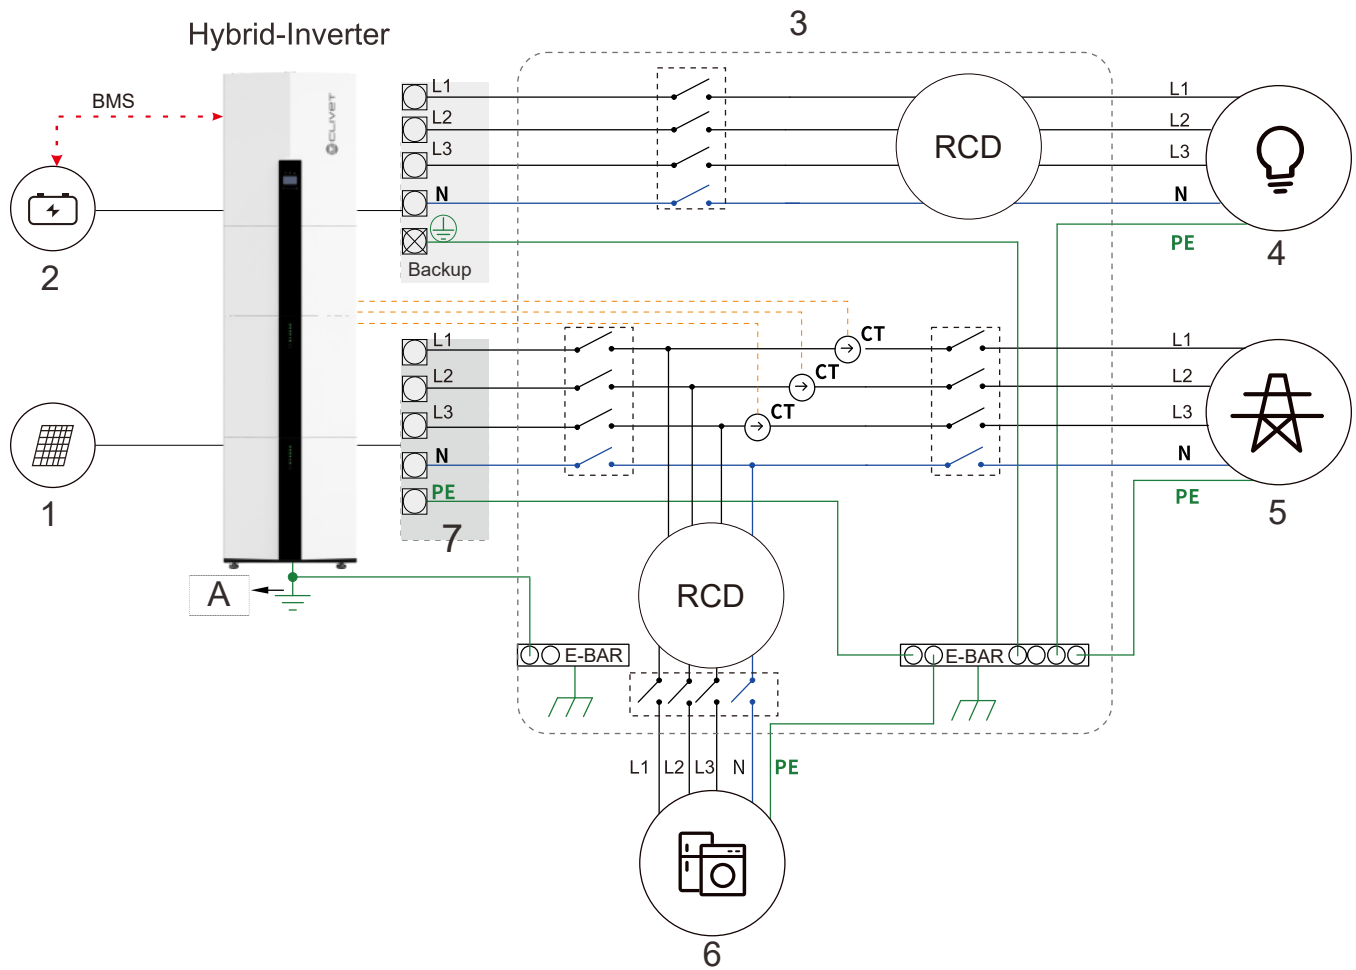 Hybrid-Inverter
3
BMS
CLIVET
L1
L2
L3
N
Backup
RCD
L1
L2
L3
N
PE
4
2
L1
L2
L3
N
PE
7
CT
CT
CT
L1
L2
L3
N
PE
5
1
A
RCD
E-BAR
E-BAR
L1 L2 L3 N PE
6